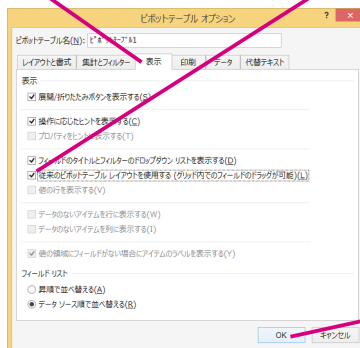 ピボットテーブル オプション
? ×
ピボットテーブル名(N): ﾋﾟﾎﾞｯﾄﾃｰﾌﾞﾙ1
レイアウトと書式 集計とフィルター 表示 印刷 データ 代替テキスト
表示
展開/折りたたみボタンを表示する(S)
操作に応じたヒントを表示する(C)
プロパティをヒントに表示する(T)
フィールドのタイトルとフィルターのドロップダウン リストを表示する(D)
従来のピボットテーブル レイアウトを使用する (グリッド内でのフィールドのドラッグが可能)(L)
値の行を表示する(V)
データのないアイテムを行に表示する(W)
データのないアイテムを列に表示する(I)
値の領域にフィールドがない場合にアイテムのラベルを表示する(Y)
フィールド リスト
昇順で並べ替える(A)
データ ソース順で並べ替える(R)
OK キャンセル